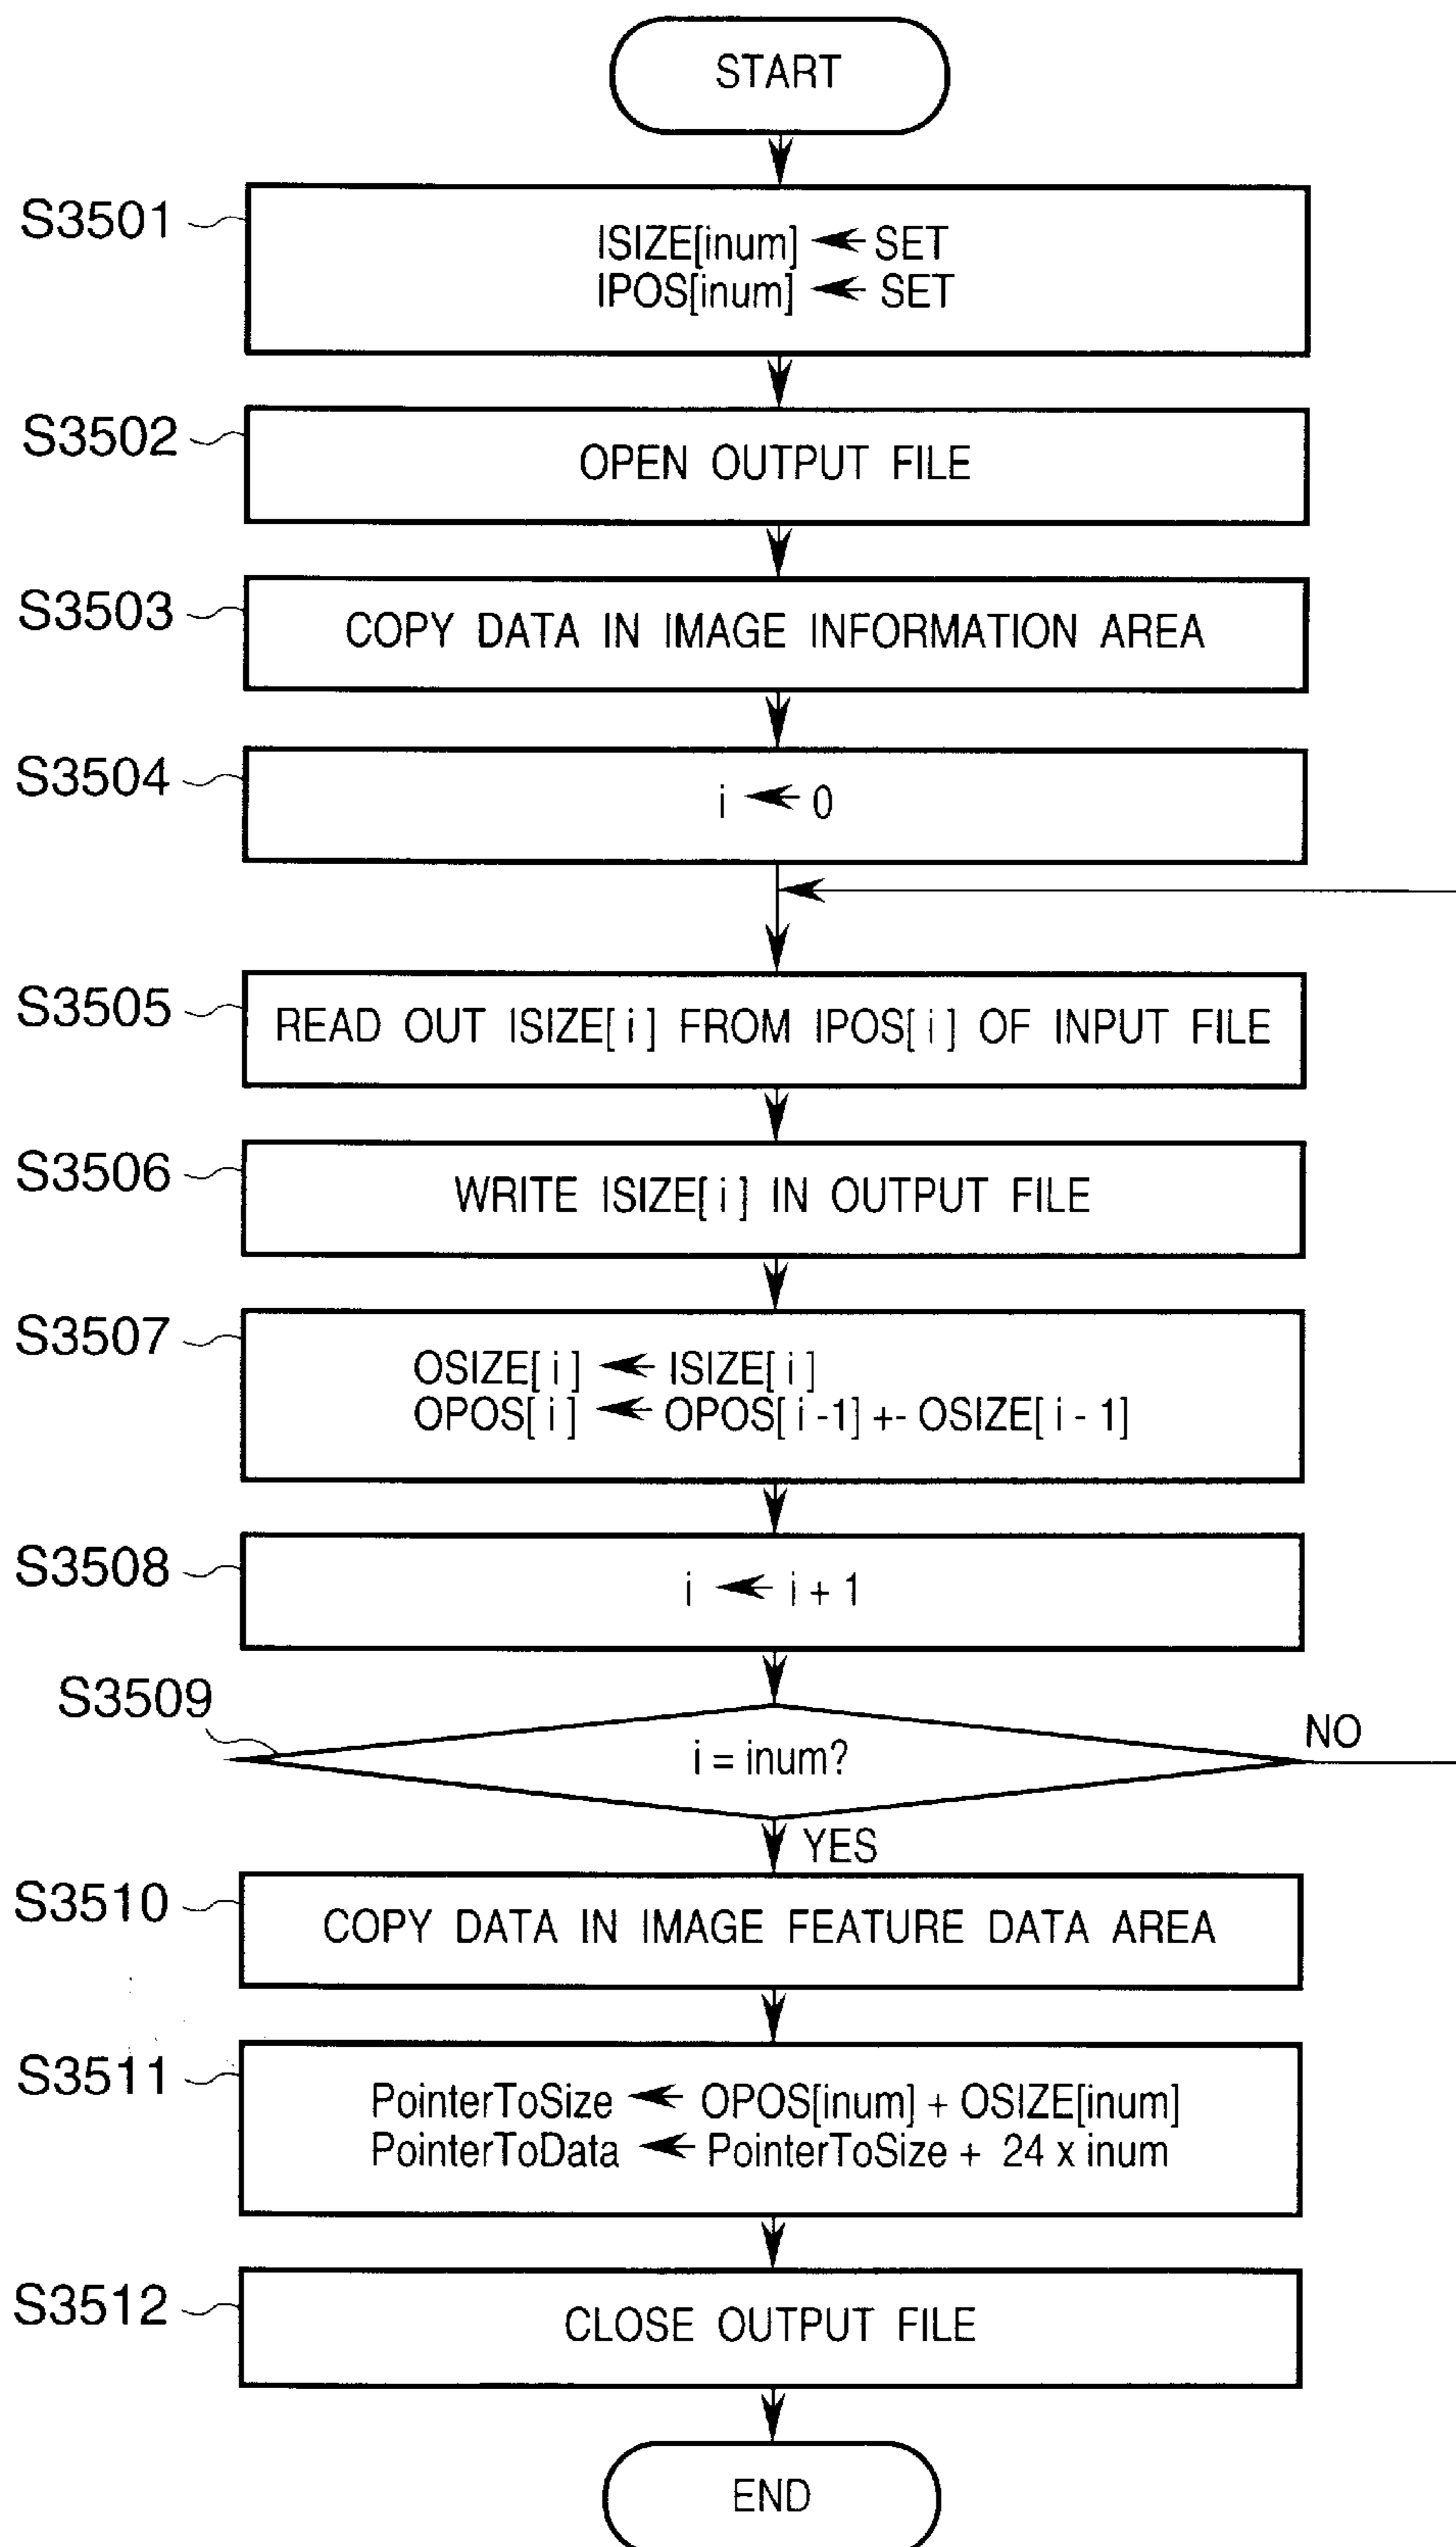 START
S3501
ISIZE[inum] ← SET
IPOS[inum] ← SET
S3502
OPEN OUTPUT FILE
S3503
COPY DATA IN IMAGE INFORMATION AREA
S3504
i ← 0
S3505
READ OUT ISIZE[ i ] FROM IPOS[ i ] OF INPUT FILE
S3506
WRITE ISIZE[ i ] IN OUTPUT FILE
S3507
OSIZE[ i ] ← ISIZE[ i ]
OPOS[ i ] ← OPOS[ i -1] +- OSIZE[ i - 1]
S3508
i ← i + 1
S3509
i = inum?
NO
YES
S3510
COPY DATA IN IMAGE FEATURE DATA AREA
S3511
PointerToSize ← OPOS[inum] + OSIZE[inum]
PointerToData ← PointerToSize + 24 x inum
S3512
CLOSE OUTPUT FILE
END